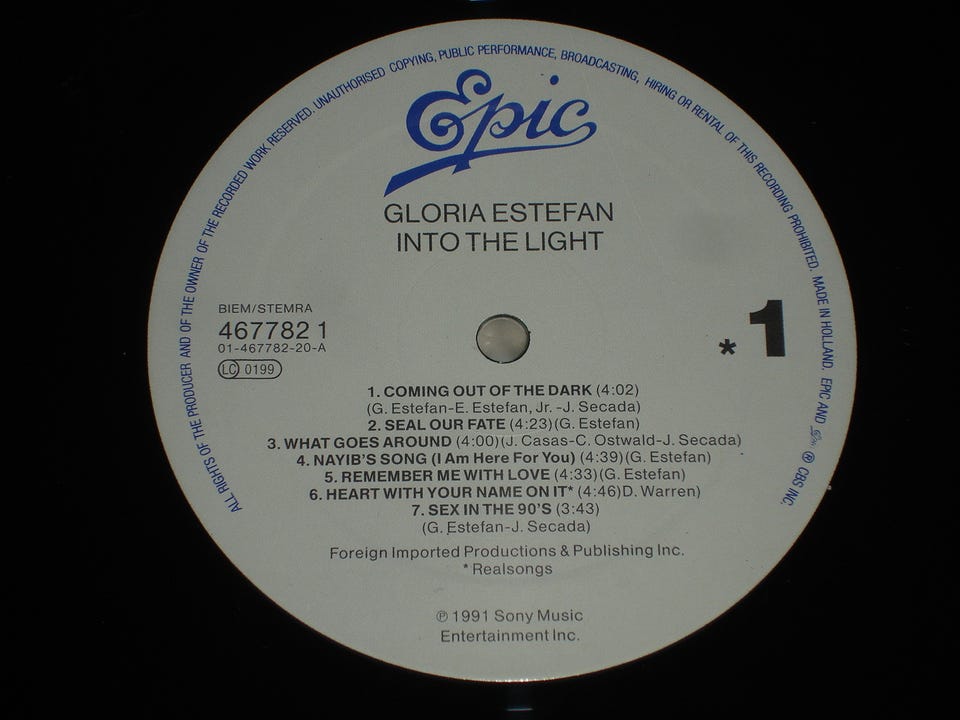 ALL RIGHTS OF THE PRODUCER AND OF THE OWNER OF THE RECORDED WORK RESERVED. UNAUTHORISED COPYING, PUBLIC PERFORMANCE, BROADCASTING, HIRING OR RENTAL OF THIS RECORDING PROHIBITED. MADE IN HOLLAND. EPIC AND Epic ® CBS INC.
Epic
GLORIA ESTEFAN
INTO THE LIGHT
BIEM/STEMRA
467782 1
01-467782-20-A
LC 0199
* 1
1. COMING OUT OF THE DARK (4:02)
(G. Estefan-E. Estefan, Jr. -J. Secada)
2. SEAL OUR FATE (4:23)(G. Estefan)
3. WHAT GOES AROUND (4:00)(J. Casas-C. Ostwald-J. Secada)
4. NAYIB'S SONG (I Am Here For You) (4:39)(G. Estefan)
5. REMEMBER ME WITH LOVE (4:33)(G. Estefan)
6. HEART WITH YOUR NAME ON IT* (4:46)D. Warren)
7. SEX IN THE 90'S (3:43)
(G. Estefan-J. Secada)
Foreign Imported Productions & Publishing Inc.
* Realsongs
℗ 1991 Sony Music
Entertainment Inc.